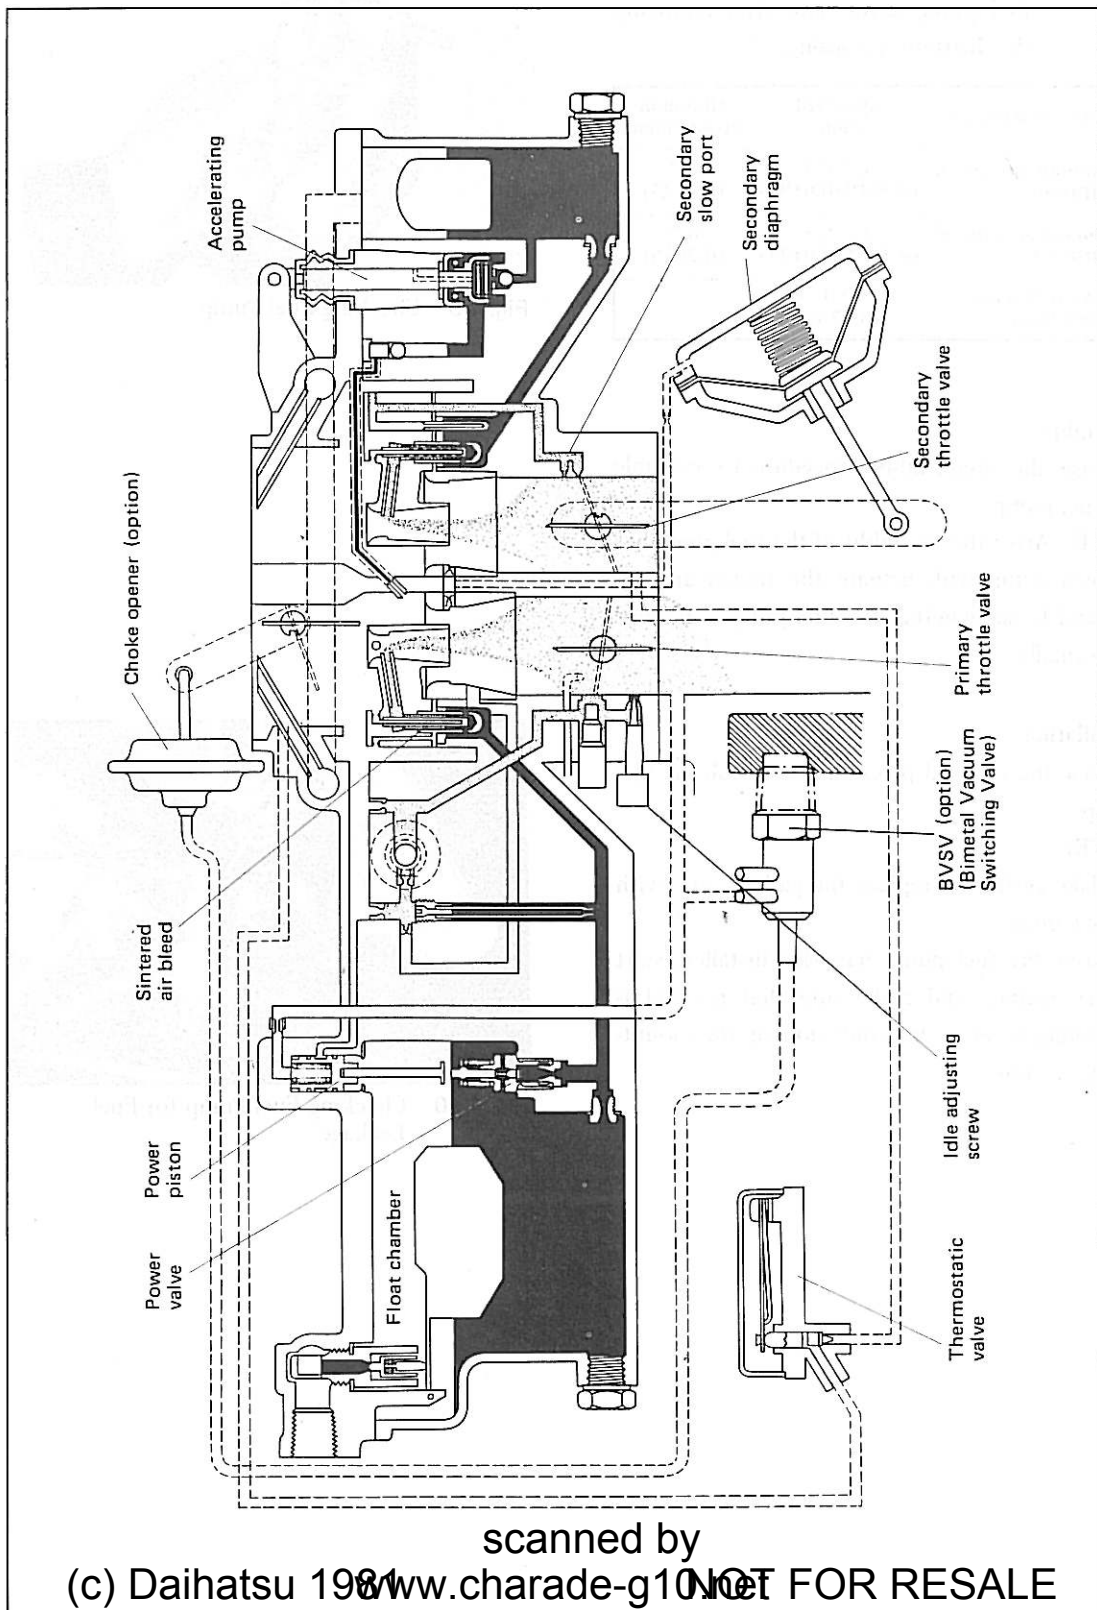 Accelerating
pump
Secondary
slow port
Secondary
diaphragm
Secondary
throttle valve
Choke opener (option)
Primary
throttle valve
BVSV (option)
(Bimetal Vacuum
Switching Valve)
Sintered
air bleed
Idle adjusting
screw
Power
piston
Power
valve
Float chamber
Thermostatic
valve
scanned by
(c) Daihatsu 1981 www.charade-g10.net NOT FOR RESALE